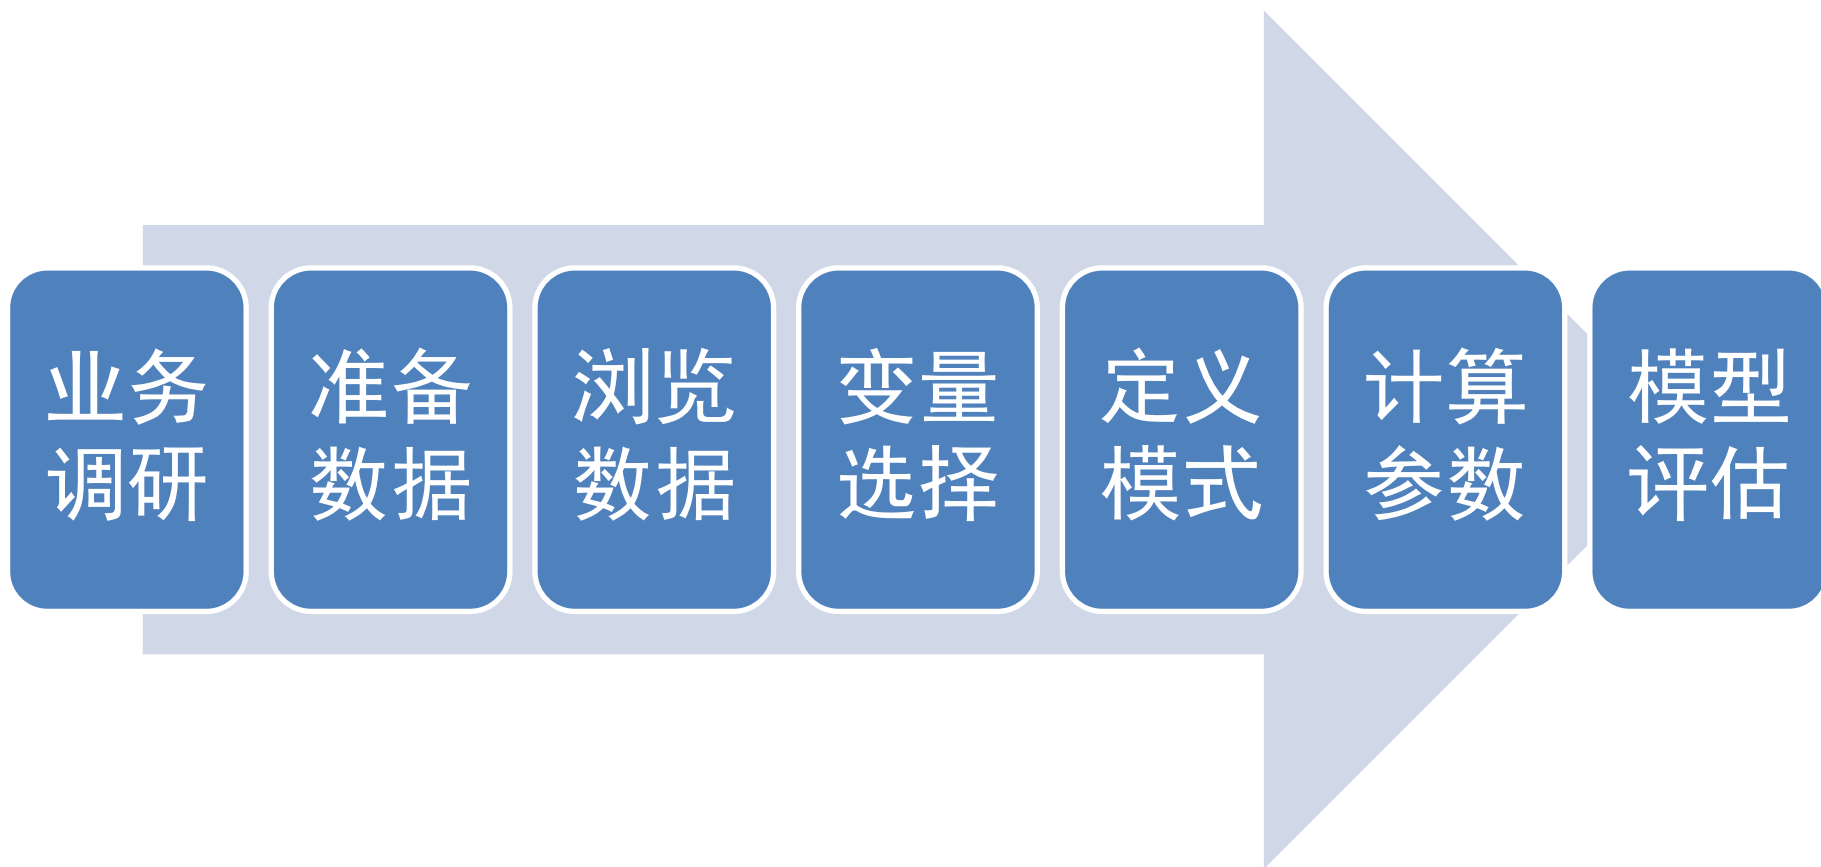 业务
调研
准备
数据
浏览
数据
变量
选择
定义
模式
计算
参数
模型
评估